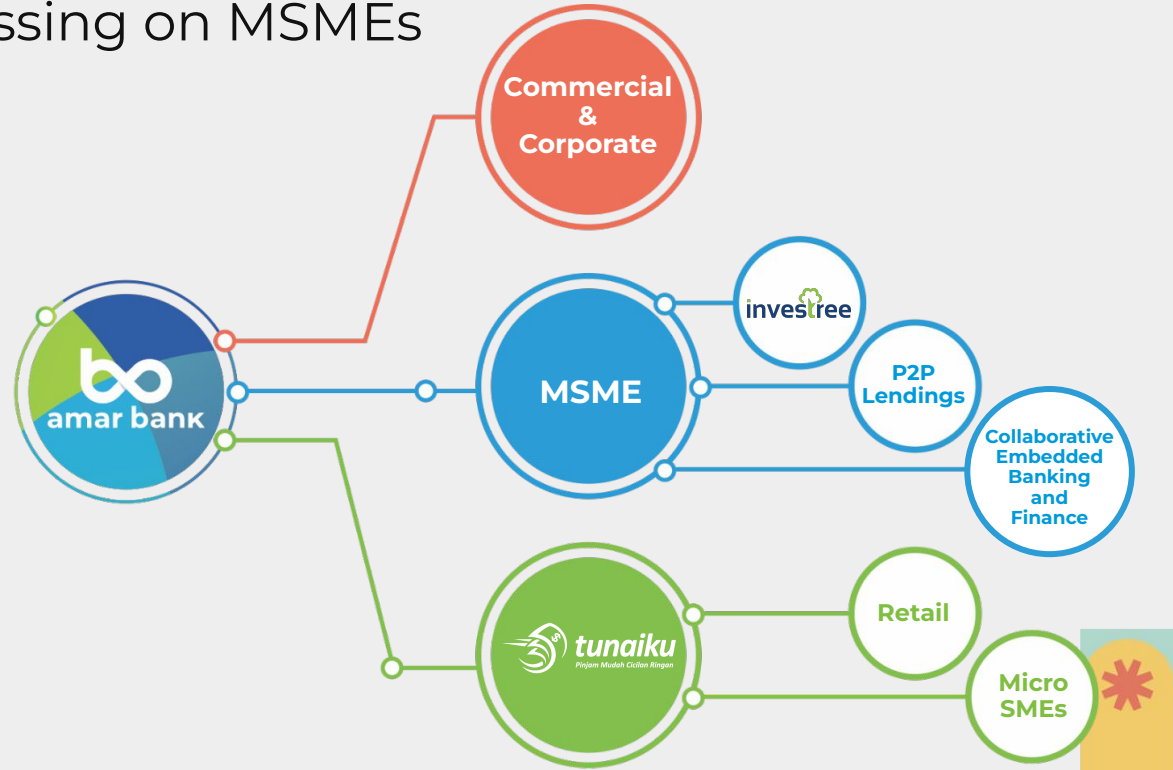 ssing on MSMEs
Commercial
&
Corporate
investree
P2P
Lendings
MSME
amar banк
Collaborative
Embedded
Banking
and
Finance
Retail
tunaiku
Pinjam Mudah Cicilan Ringan
Micro
SMEs